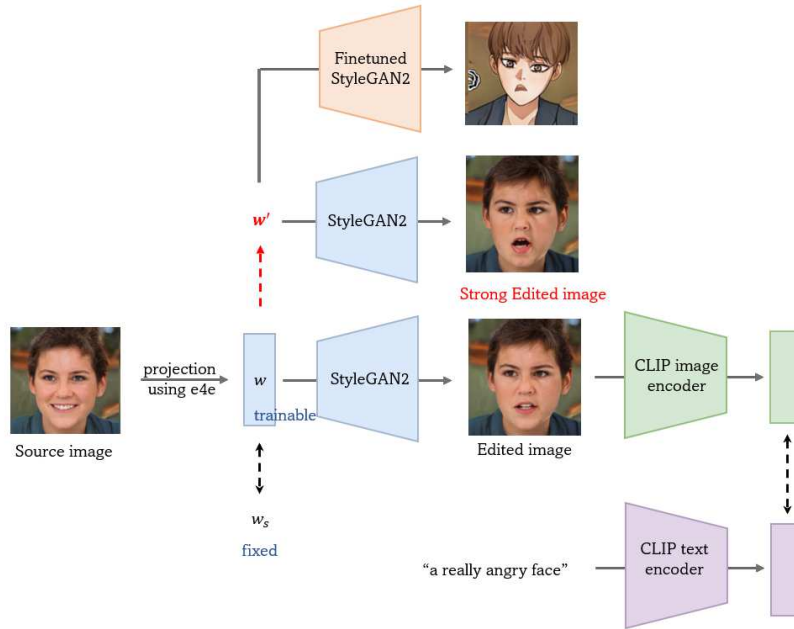 Finetuned
StyleGAN2
w'
StyleGAN2
Strong Edited image
projection
using e4e
w
trainable
StyleGAN2
CLIP image
encoder
Source image
Edited image
w_s
fixed
"a really angry face"
CLIP text
encoder